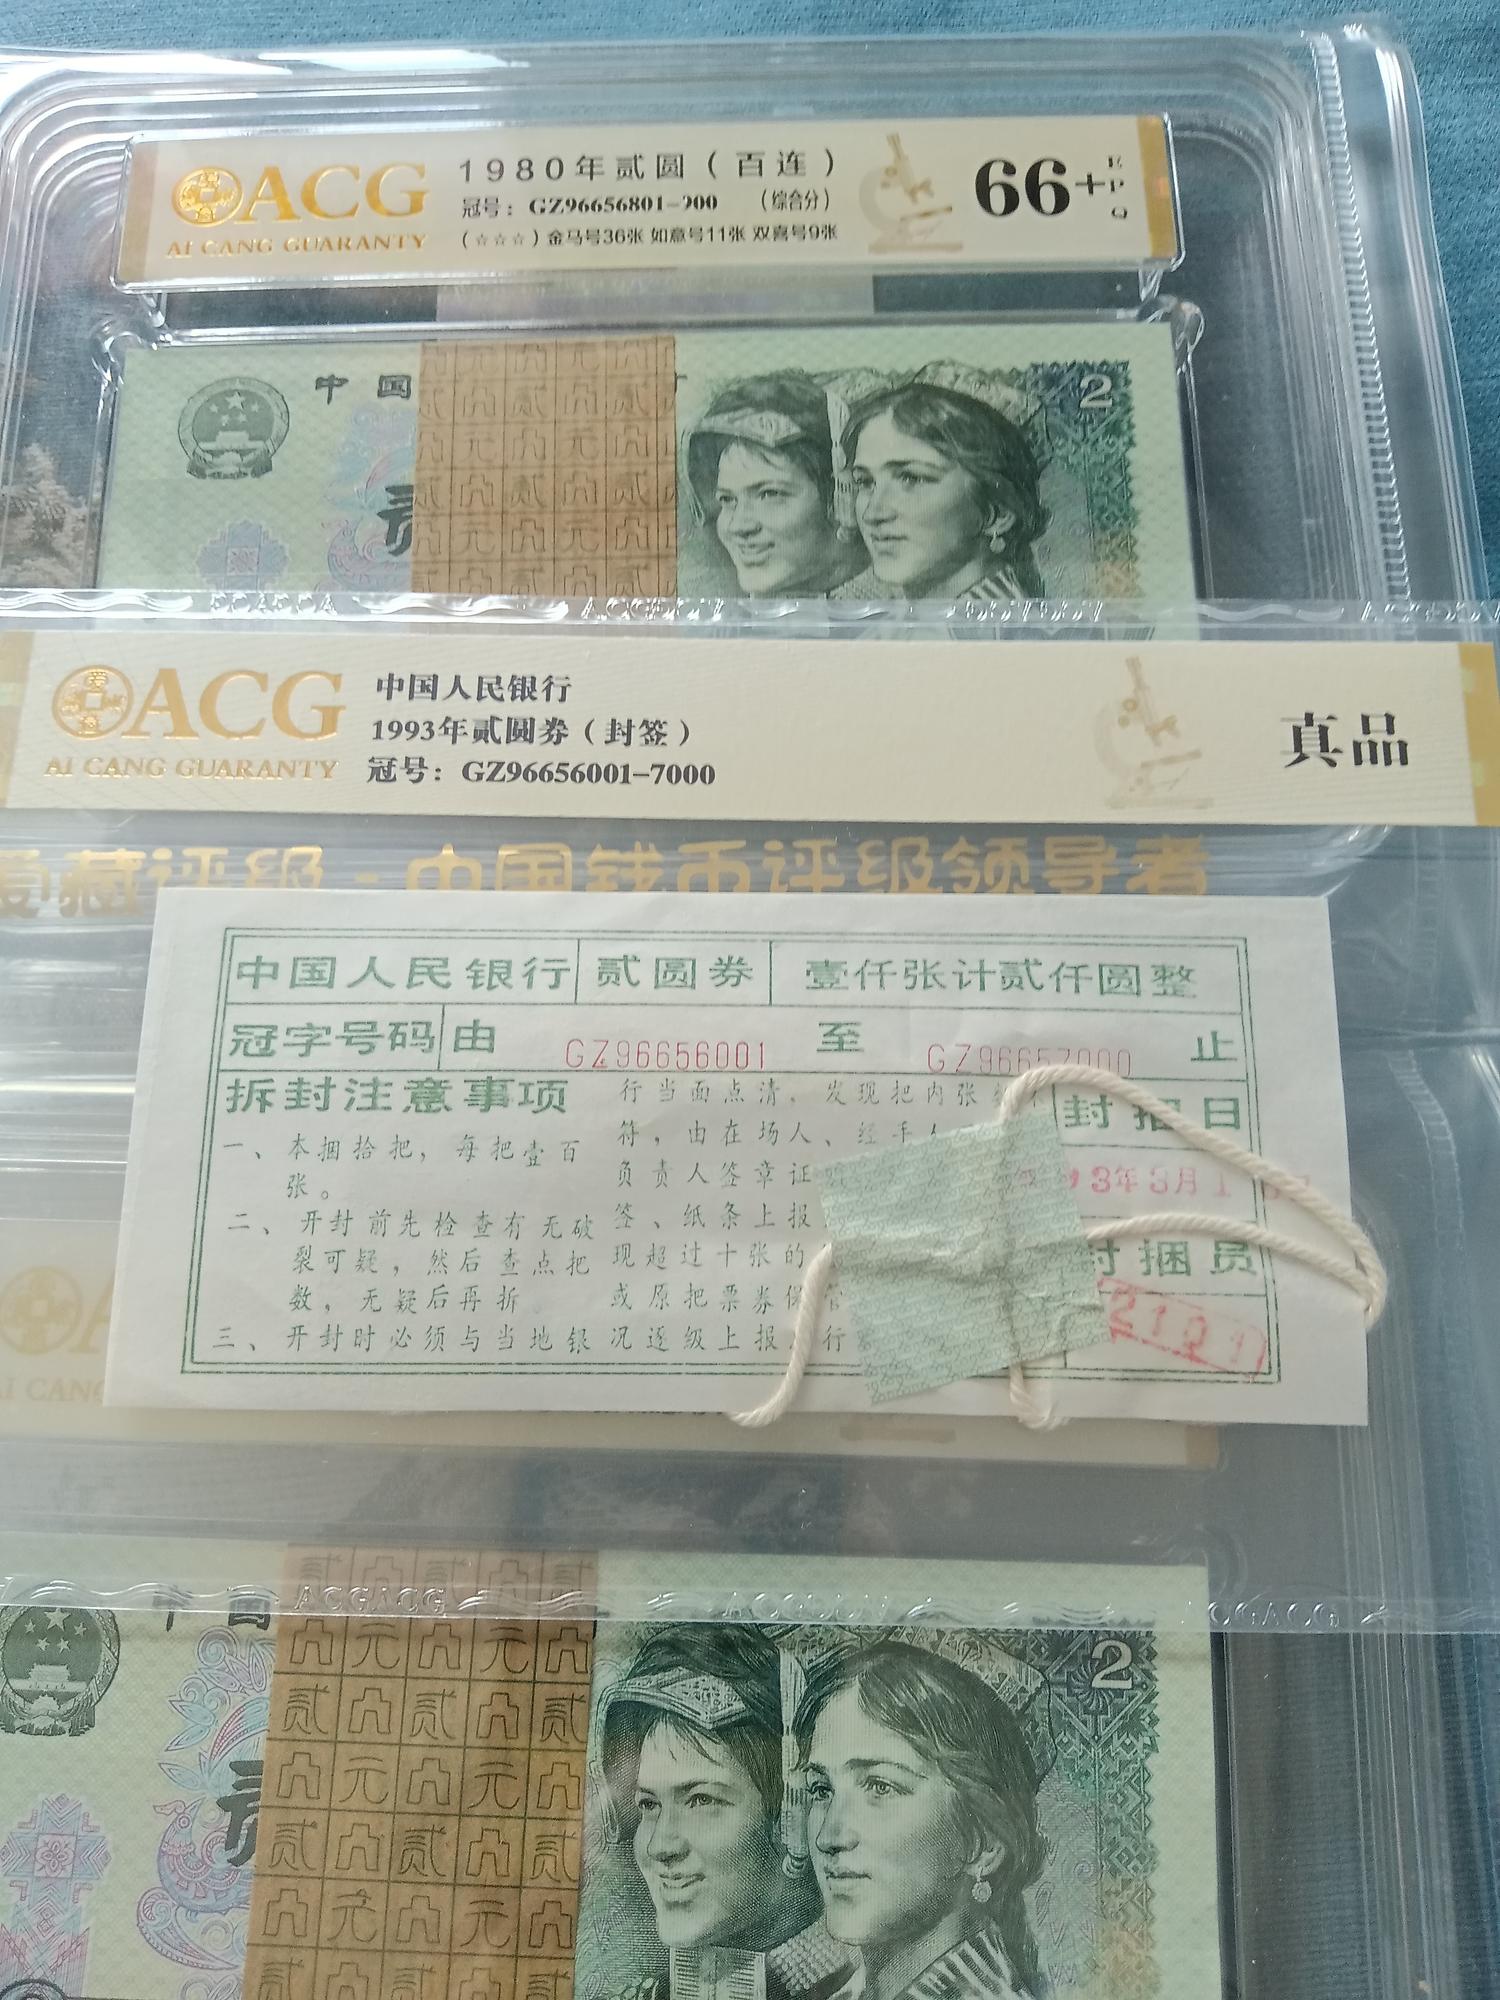 ACG
AI CANG GUARANTY
1980年贰圆（百连）
冠号：GZ96656801-900 （综合分）
（☆☆☆）金马号36张 如意号11张 双喜号9张
66+
EPQ
中国
2
ACG
AI CANG GUARANTY
中国人民银行
1993年贰圆券（封签）
冠号：GZ96656001-7000
真品
爱藏评级·中国钱币评级领导者
中国人民银行 贰圆券 壹仟张计贰仟圆整
冠字号码 由 GZ96656001 至 GZ96657000 止
拆封注意事项
一、本捆拾把，每把壹百
张。
二、开封前先检查有无破
裂可疑，然后查点把
数，无疑后再拆
三、开封时必须与当地银
行当面点清，发现把内张
符，由在场人、经手人
负责人签章证
签、纸条上报
现超过十张的
或原把票券保管
况逐级上报 行
封捆日
93年3月1
封捆员
2101
ACGACG
中国
2